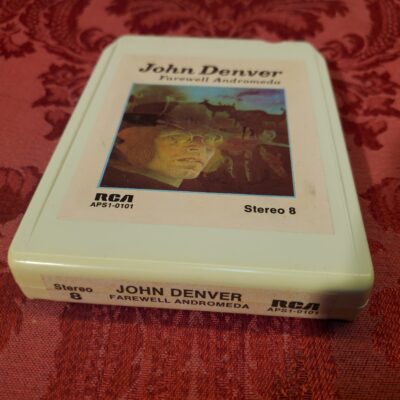 John Denver
Farewell Andromeda
RCA
APS1-0101
Stereo 8
Stereo
8
JOHN DENVER
FAREWELL ANDROMEDA
RCA
APS1-0101